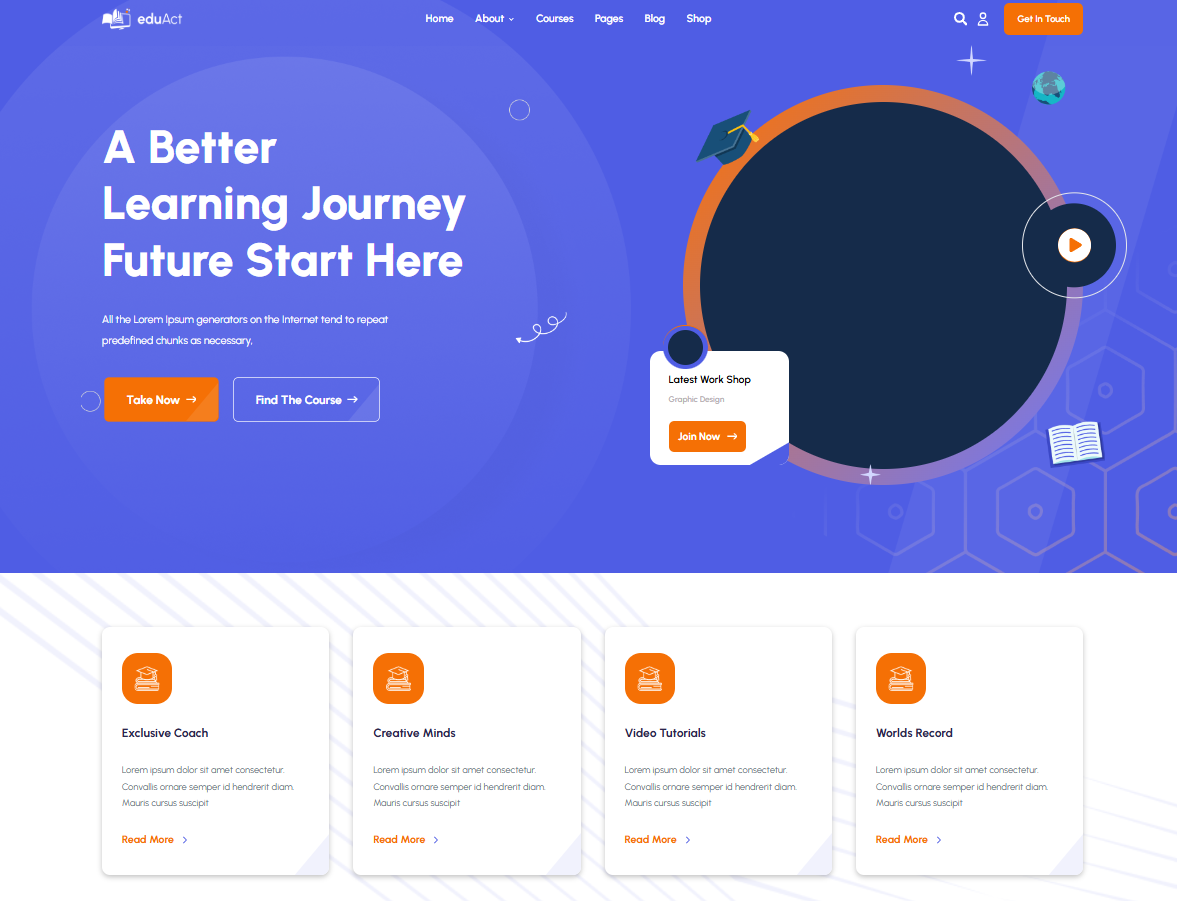 eduAct
Home About Courses Pages Blog Shop
Get In Touch
A Better
Learning Journey
Future Start Here
All the Lorem Ipsum generators on the Internet tend to repeat
predefined chunks as necessary,
Take Now
Find The Course
Latest Work Shop
Graphic Design
Join Now
Exclusive Coach
Lorem ipsum dolor sit amet consectetur.
Convallis ornare semper id hendrerit diam.
Mauris cursus suscipit
Read More
Creative Minds
Lorem ipsum dolor sit amet consectetur.
Convallis ornare semper id hendrerit diam.
Mauris cursus suscipit
Read More
Video Tutorials
Lorem ipsum dolor sit amet consectetur.
Convallis ornare semper id hendrerit diam.
Mauris cursus suscipit
Read More
Worlds Record
Lorem ipsum dolor sit amet consectetur.
Convallis ornare semper id hendrerit diam.
Mauris cursus suscipit
Read More